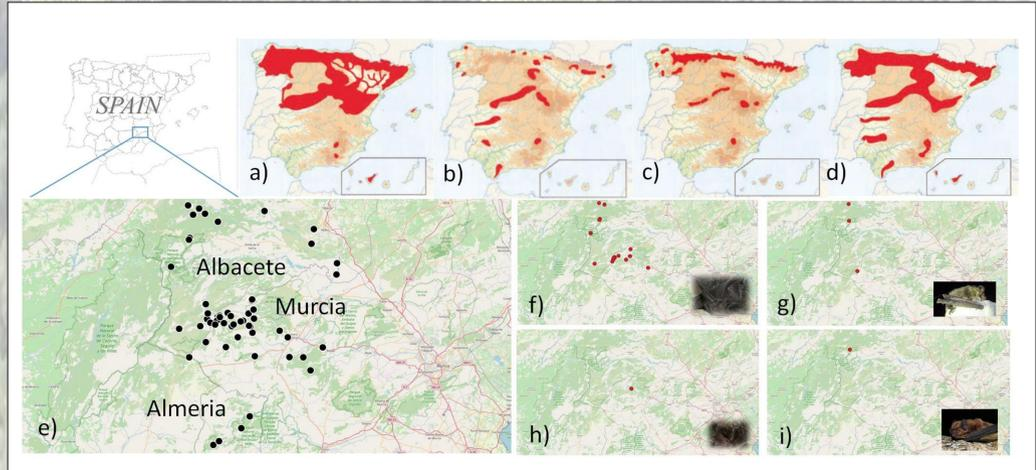 SPAIN
a)
b)
c)
d)
Albacete
Murcia
Almeria
e)
f)
g)
h)
i)